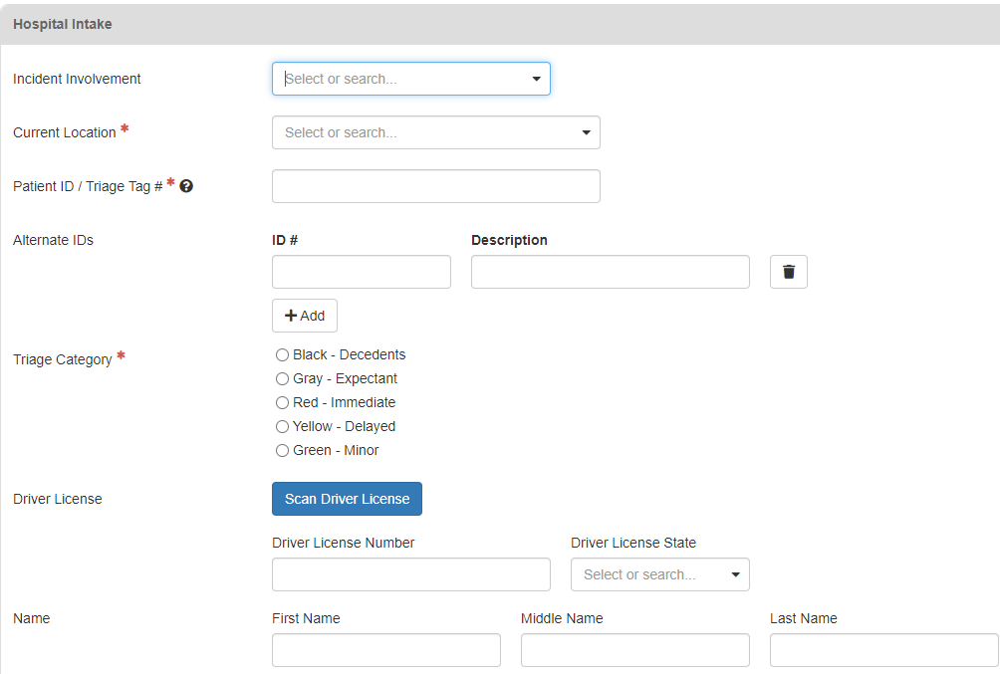 Hospital Intake
Incident Involvement Select or search...
Current Location * Select or search...
Patient ID / Triage Tag # * ?
Alternate IDs ID # Description
+ Add
Triage Category * Black - Decedents
Gray - Expectant
Red - Immediate
Yellow - Delayed
Green - Minor
Driver License Scan Driver License
Driver License Number Driver License State
Select or search...
Name First Name Middle Name Last Name